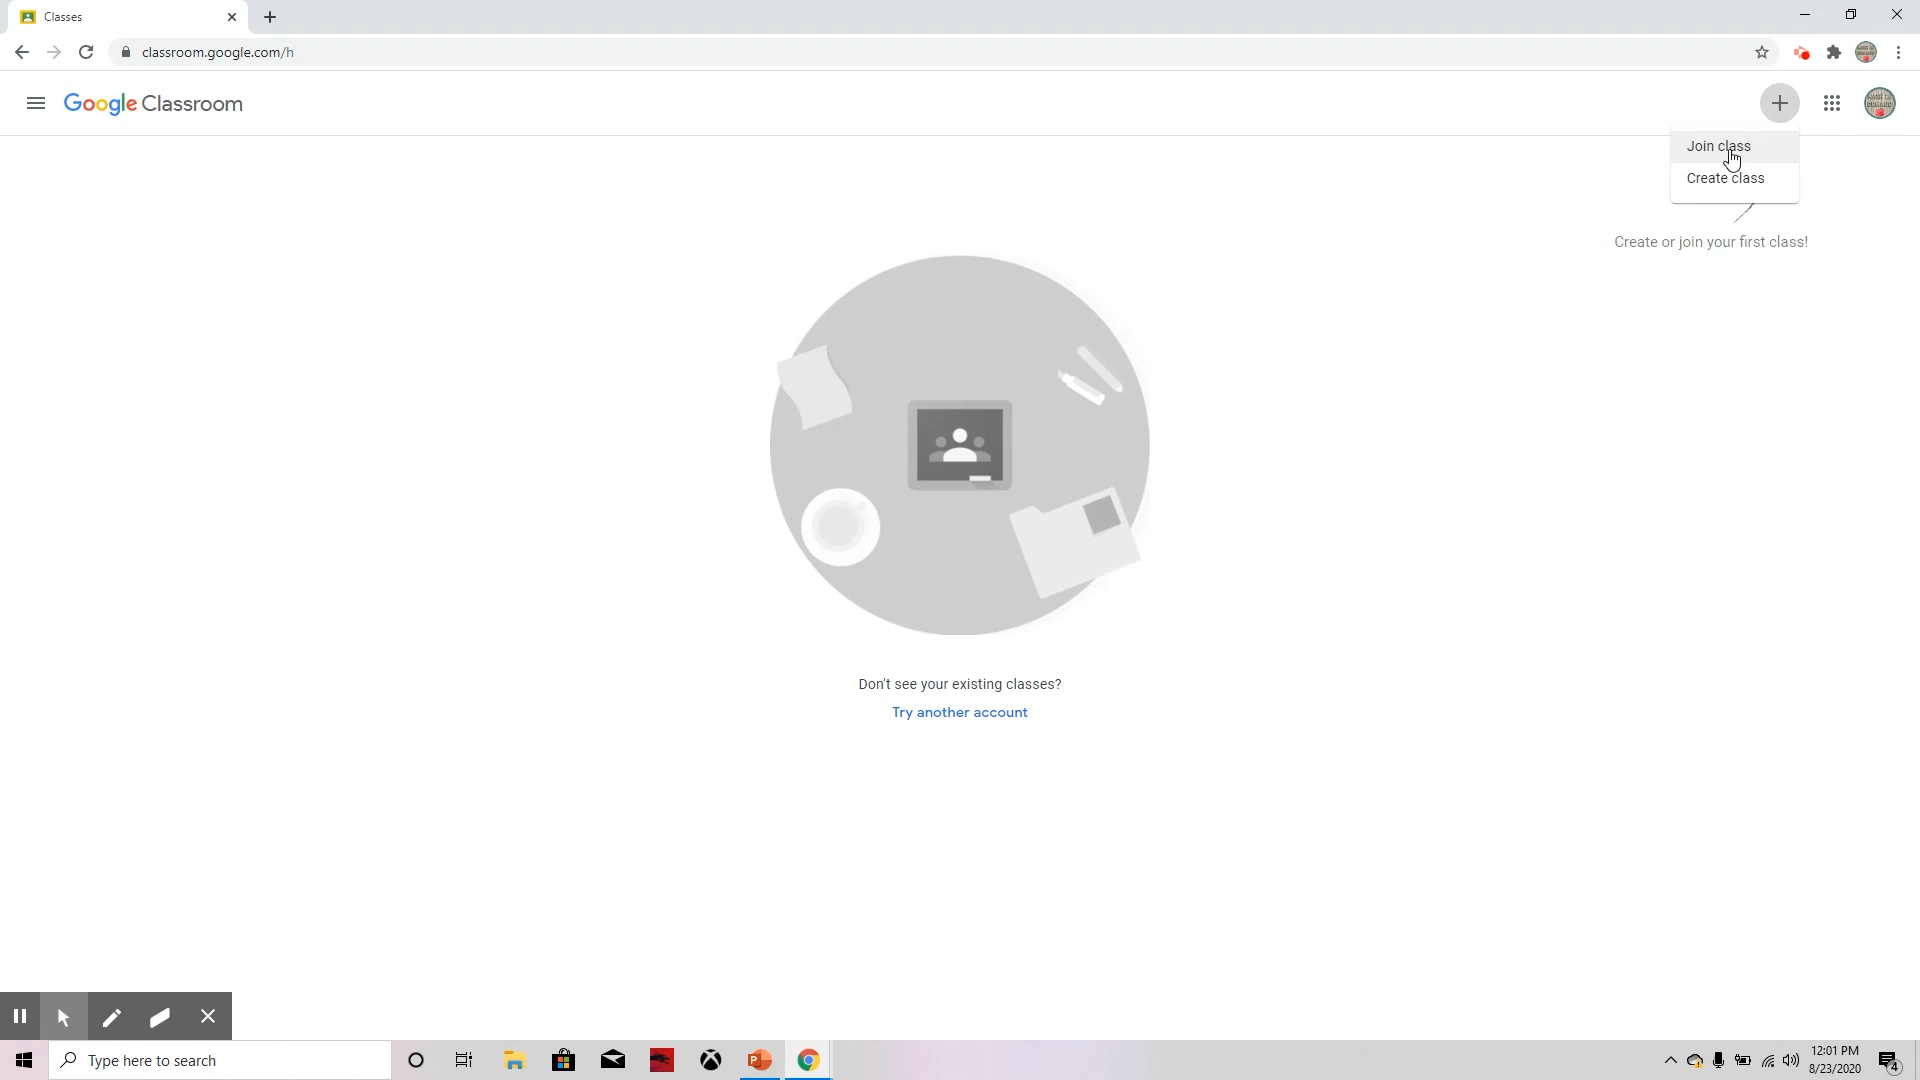 Classes
classroom.google.com/h
Google Classroom
Join class
Create class
Create or join your first class!
Don't see your existing classes?
Try another account
Type here to search
12:01 PM
8/23/2020
4